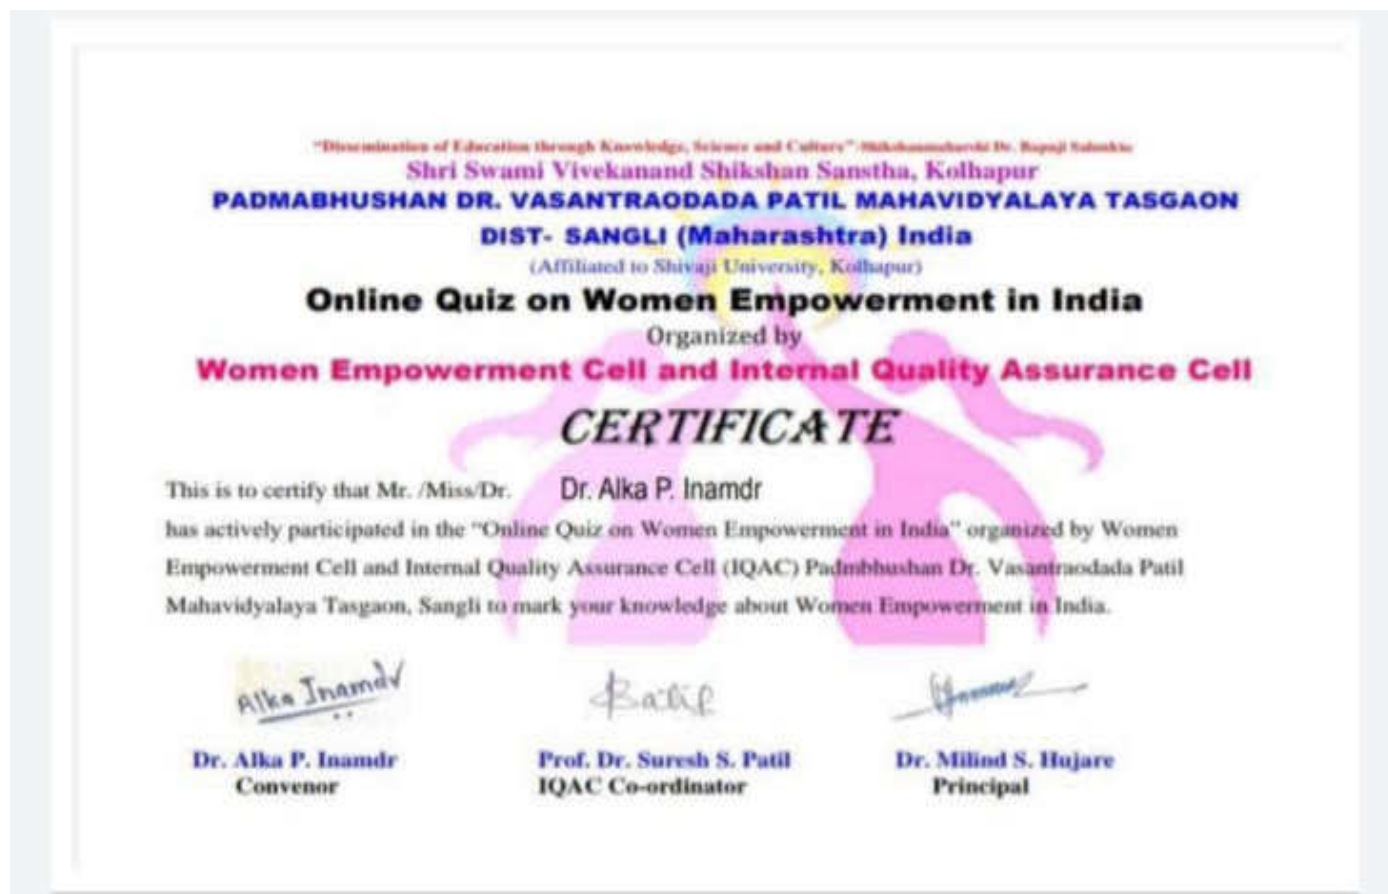 "Dissemination of Education through Knowledge, Science and Culture" -Shikshanmaharshi Dr. Bapuji Salunkhe
Shri Swami Vivekanand Shikshan Sanstha, Kolhapur
PADMABHUSHAN DR. VASANTRAODADA PATIL MAHAVIDYALAYA TASGAON
DIST- SANGLI (Maharashtra) India
(Affiliated to Shivaji University, Kolhapur)
Online Quiz on Women Empowerment in India
Organized by
Women Empowerment Cell and Internal Quality Assurance Cell
CERTIFICATE
This is to certify that Mr. /Miss/Dr. Dr. Alka P. Inamdr
has actively participated in the "Online Quiz on Women Empowerment in India" organized by Women
Empowerment Cell and Internal Quality Assurance Cell (IQAC) Padmbhushan Dr. Vasantraodada Patil
Mahavidyalaya Tasgaon, Sangli to mark your knowledge about Women Empowerment in India.
Alka Inamdr
Dr. Alka P. Inamdr Prof. Dr. Suresh S. Patil Dr. Milind S. Hujare
Convenor IQAC Co-ordinator Principal